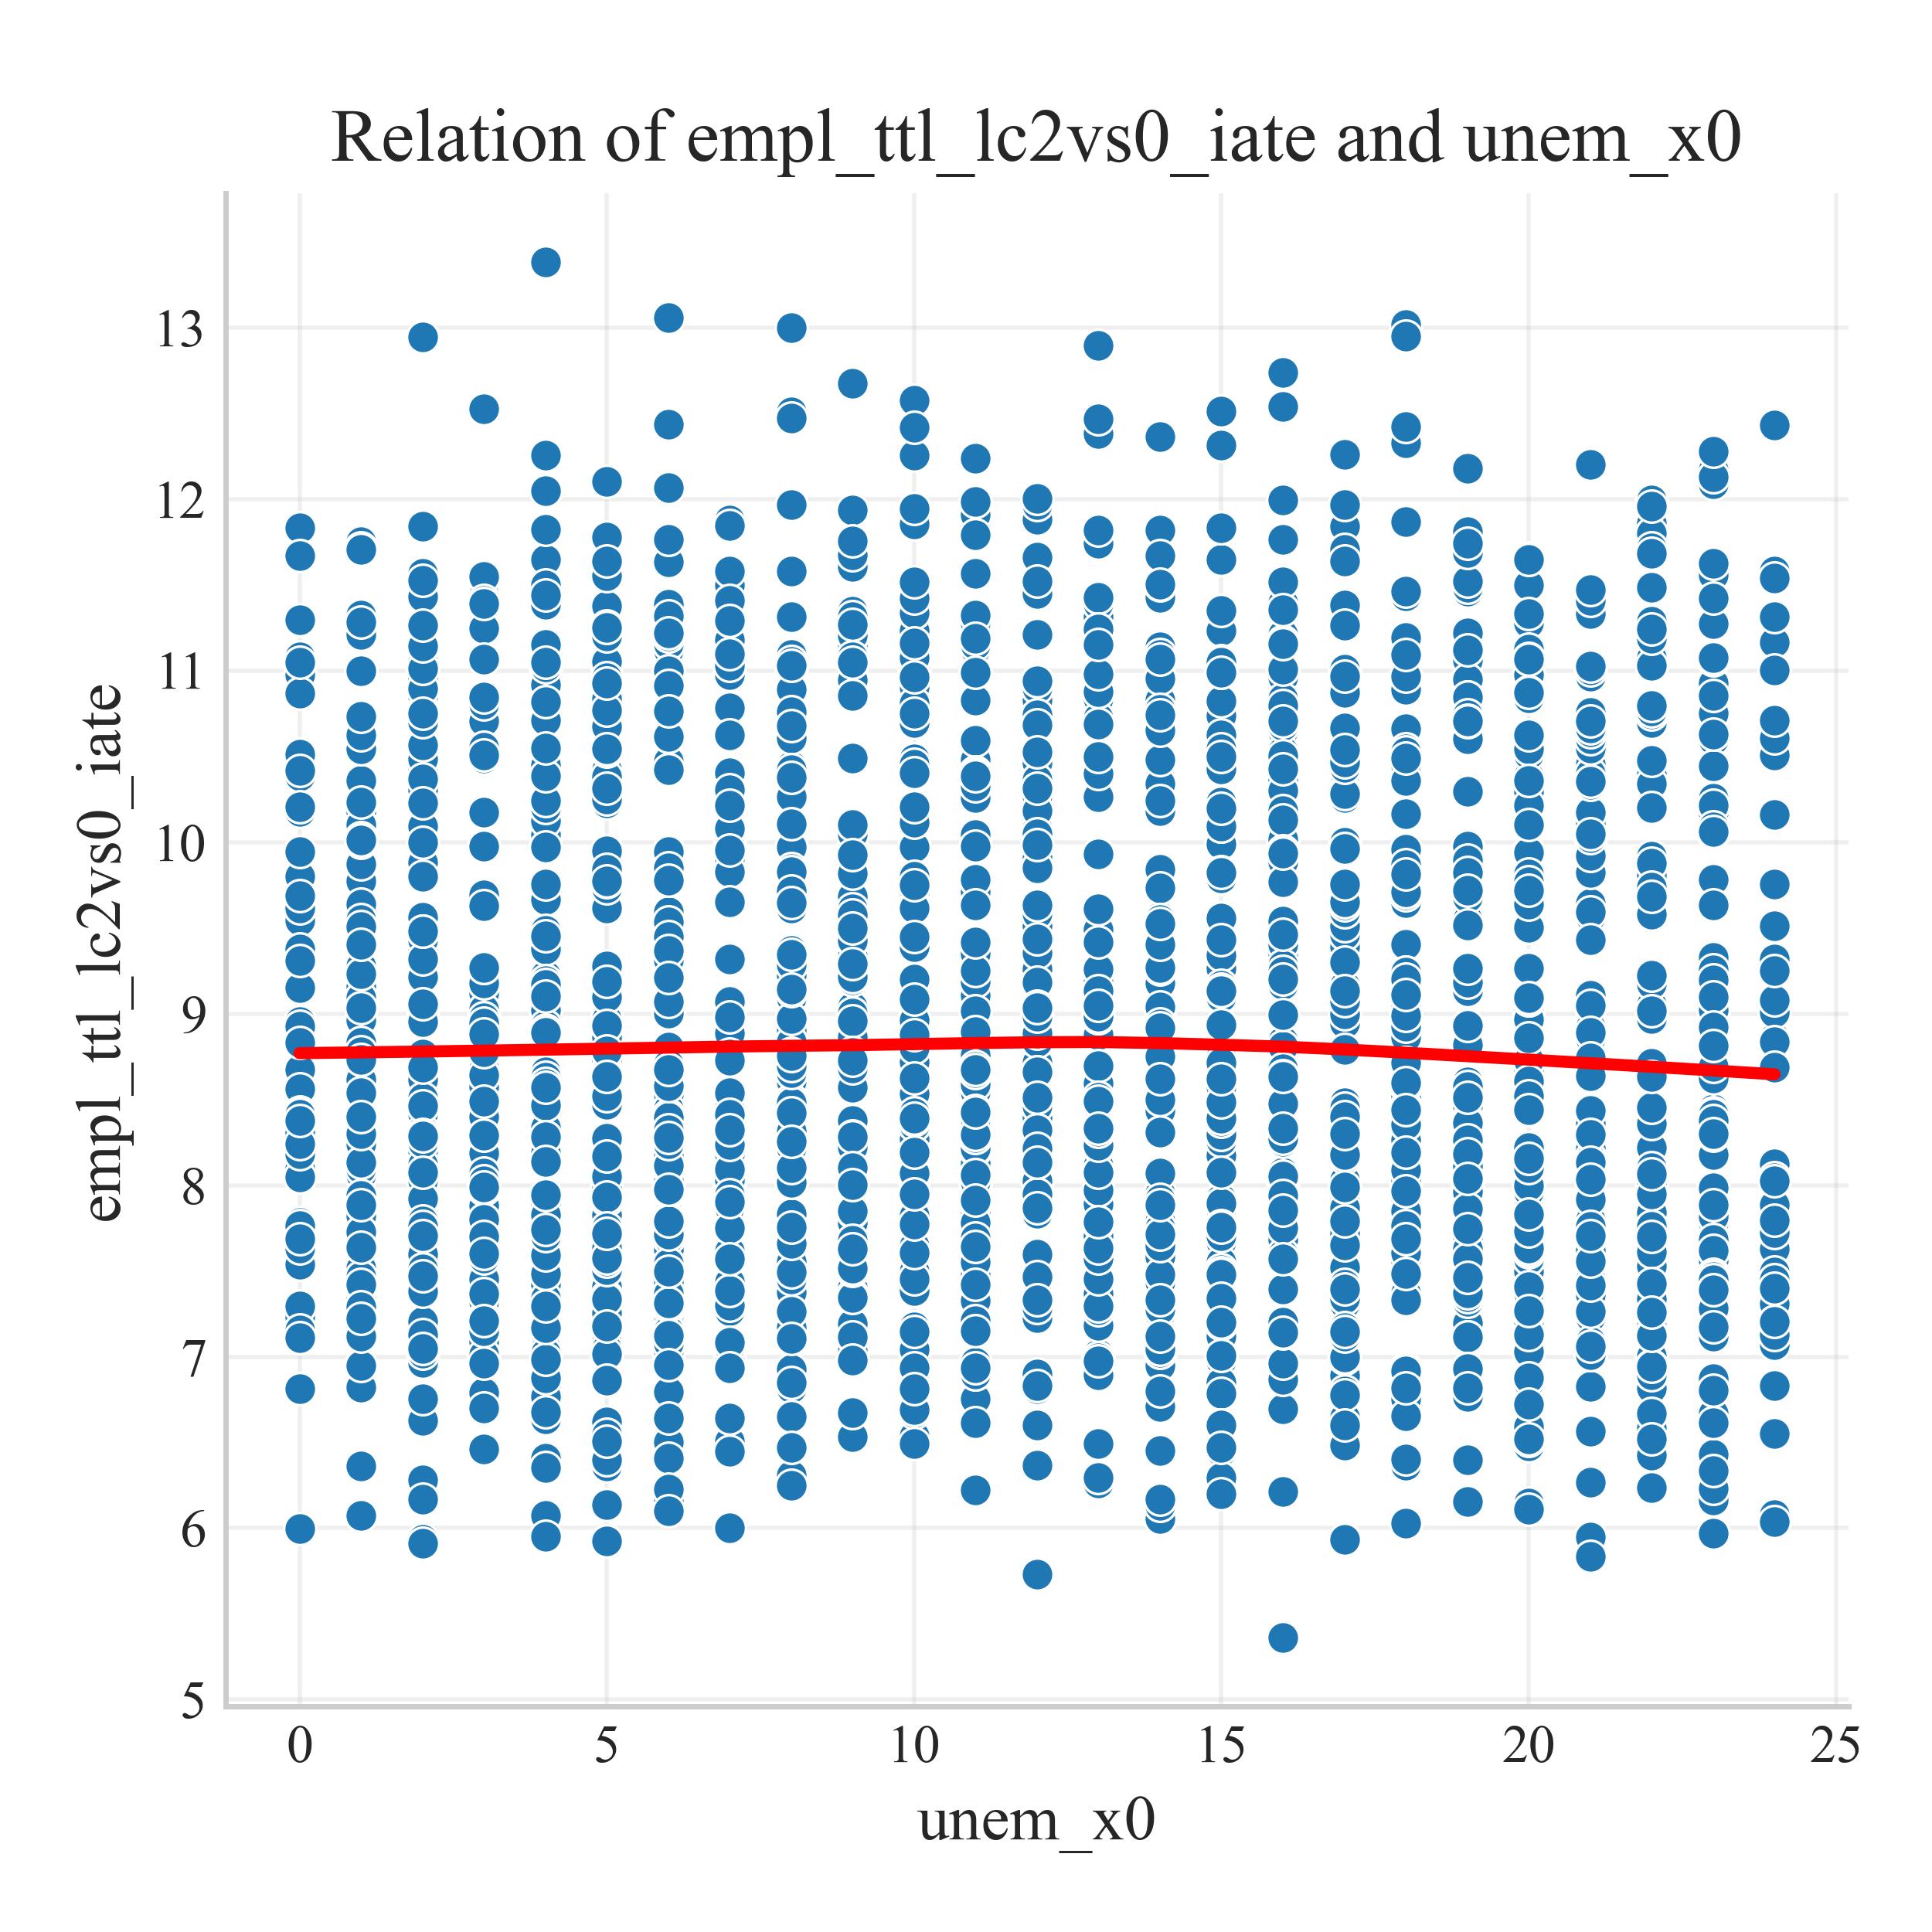 Relation of empl_ttl_lc2vs0_iate and unem_x0
empl_ttl_lc2vs0_iate
13
12
11
10
9
8
7
6
5
0 5 10 15 20 25
unem_x0